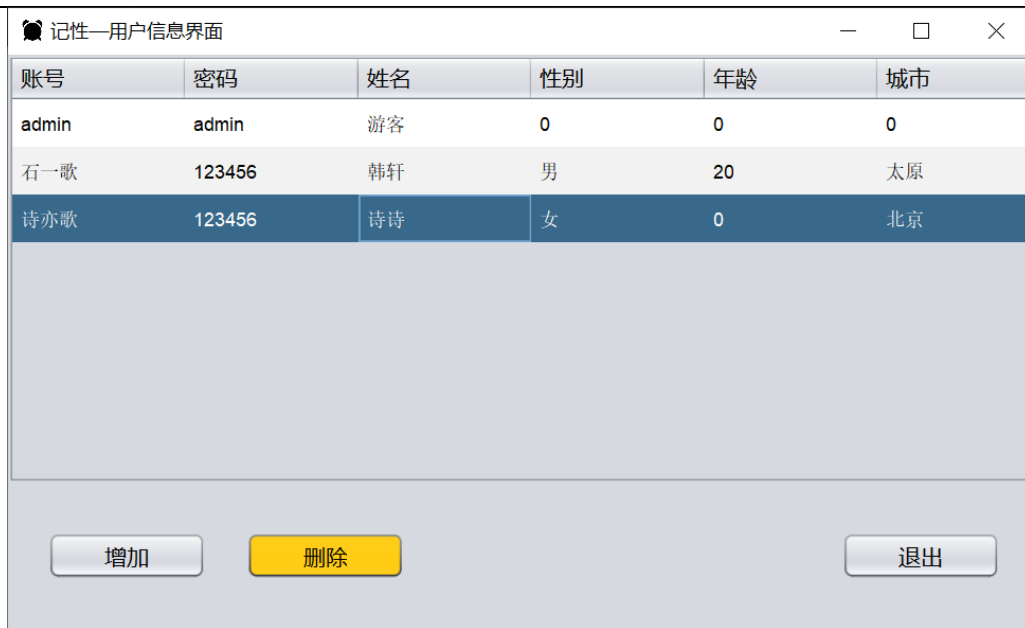 记性—用户信息界面
账号 密码 姓名 性别 年龄 城市
admin admin 游客 0 0 0
石一歌 123456 韩轩 男 20 太原
诗亦歌 123456 诗诗 女 0 北京
增加 删除 退出